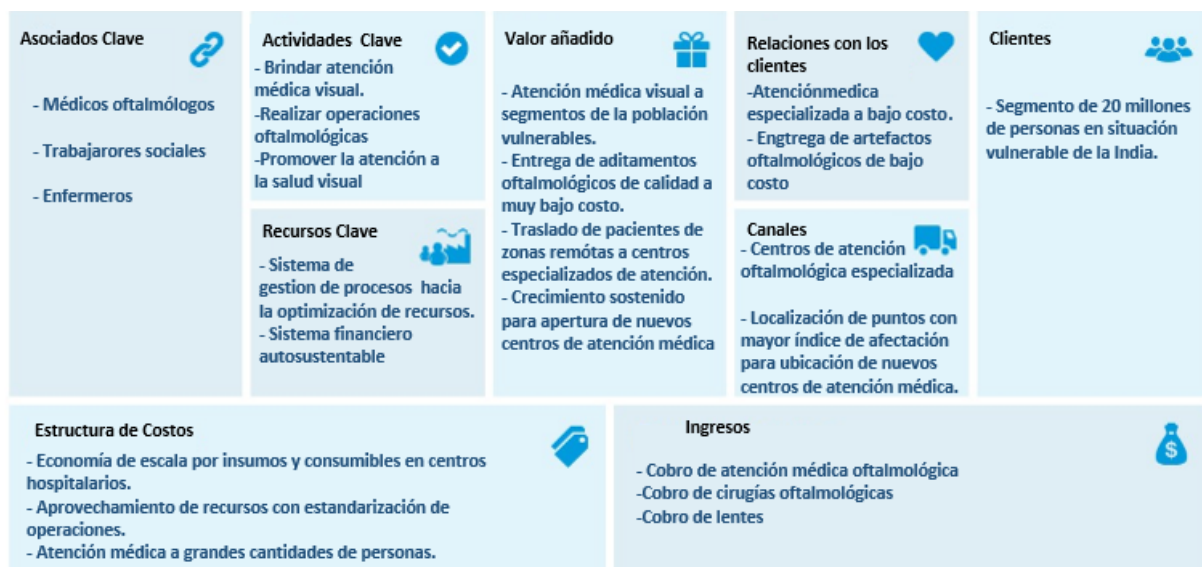 Asociados Clave
- Médicos oftalmólogos
- Trabajarores sociales
- Enfermeros
Actividades Clave
- Brindar atención
médica visual.
-Realizar operaciones
oftalmológicas
-Promover la atención a
la salud visual
Recursos Clave
- Sistema de
gestion de procesos hacia
la optimización de recursos.
- Sistema financiero
autosustentable
Valor añadido
- Atención médica visual a
segmentos de la población
vulnerables.
- Entrega de aditamentos
oftalmológicos de calidad a
muy bajo costo.
- Traslado de pacientes de
zonas remótas a centros
especializados de atención.
- Crecimiento sostenido
para apertura de nuevos
centros de atención médica
Relaciones con los
clientes
-Atenciónmedica
especializada a bajo costo.
- Engtrega de artefactos
oftalmológicos de bajo
costo
Canales
- Centros de atención
oftalmológica especializada
- Localización de puntos con
mayor índice de afectación
para ubicación de nuevos
centros de atención médica.
Clientes
- Segmento de 20 millones
de personas en situación
vulnerable de la India.
Estructura de Costos
- Economía de escala por insumos y consumibles en centros
hospitalarios.
- Aprovechamiento de recursos con estandarización de
operaciones.
- Atención médica a grandes cantidades de personas.
Ingresos
- Cobro de atención médica oftalmológica
-Cobro de cirugías oftalmológicas
-Cobro de lentes
$